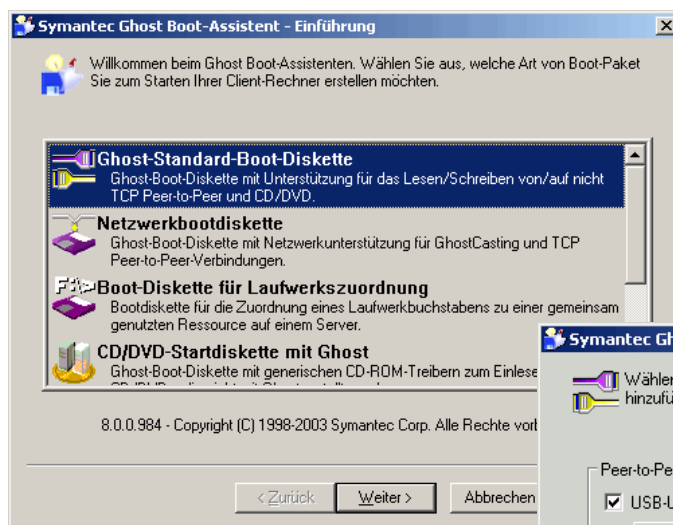 Symantec Ghost Boot-Assistent - Einführung
Willkommen beim Ghost Boot-Assistenten. Wählen Sie aus, welche Art von Boot-Paket
Sie zum Starten Ihrer Client-Rechner erstellen möchten.
Ghost-Standard-Boot-Diskette
Ghost-Boot-Diskette mit Unterstützung für das Lesen/Schreiben von/auf nicht
TCP Peer-to-Peer und CD/DVD.
Netzwerkbootdiskette
Ghost-Boot-Diskette mit Netzwerkunterstützung für GhostCasting und TCP
Peer-to-Peer-Verbindungen.
F:\>
Boot-Diskette für Laufwerkszuordnung
Bootdiskette für die Zuordnung eines Laufwerkbuchstabens zu einer gemeinsam
genutzten Ressource auf einem Server.
CD/DVD-Startdiskette mit Ghost
Ghost-Boot-Diskette mit generischen CD-ROM-Treibern zum Einlese
8.0.0.984 - Copyright (C) 1998-2003 Symantec Corp. Alle Rechte vorb
< Zurück
Weiter >
Abbrechen
Symantec Gh
Wählen
hinzufü
Peer-to-Pe
USB-U